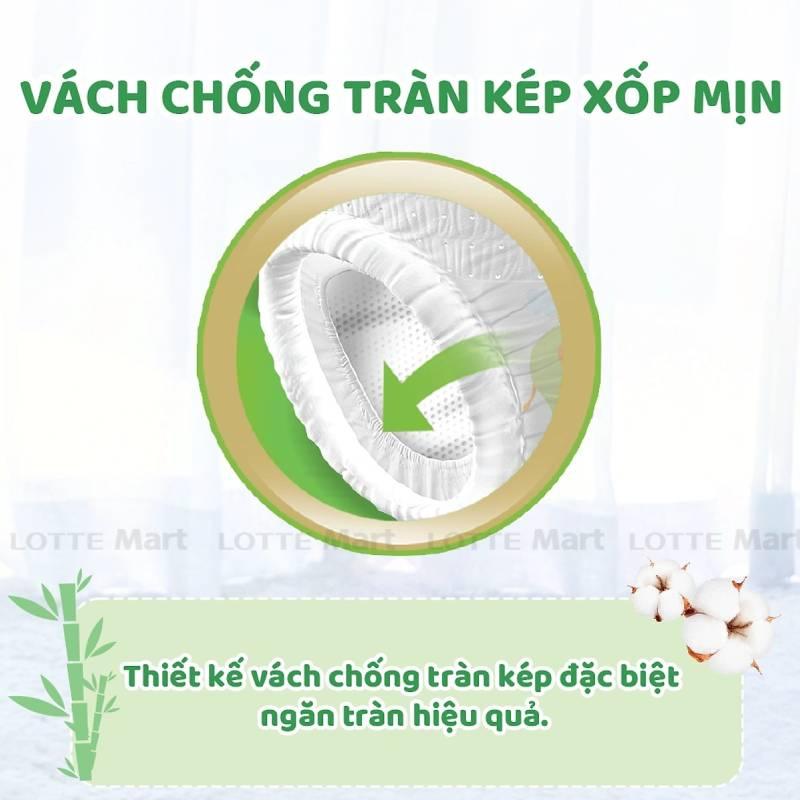 VÁCH CHỐNG TRÀN KÉP XỐP MỊN
LOTTE Mart LOTTE Mart LOTTE Mart LOTTE Mart
Thiết kế vách chống tràn kép đặc biệt
ngăn tràn hiệu quả.